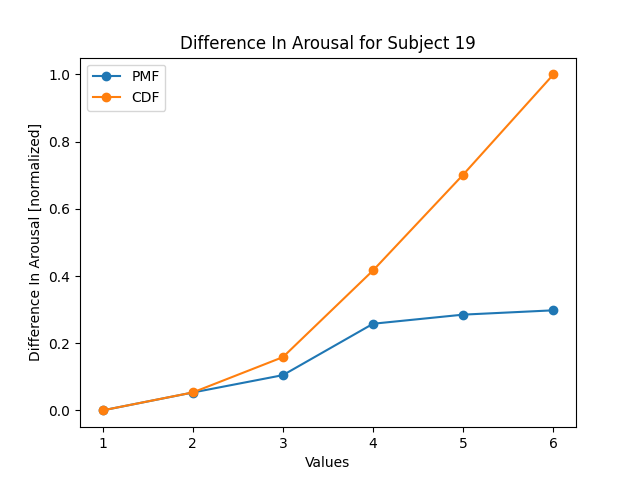 Difference In Arousal for Subject 19
PMF
CDF
Difference In Arousal [normalized]
1.0
0.8
0.6
0.4
0.2
0.0
1 2 3 4 5 6
Values